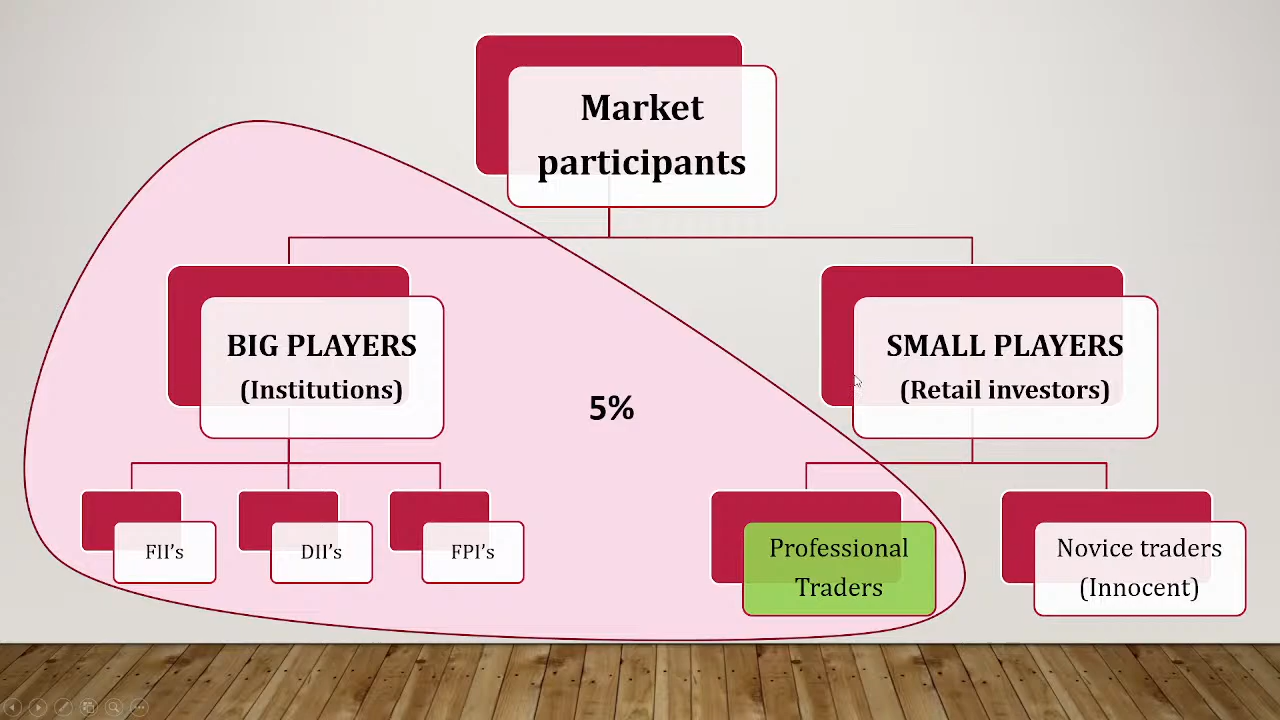 Market
participants
BIG PLAYERS
(Institutions)
SMALL PLAYERS
(Retail investors)
5%
FII’s
DII’s
FPI’s
Professional
Traders
Novice traders
(Innocent)